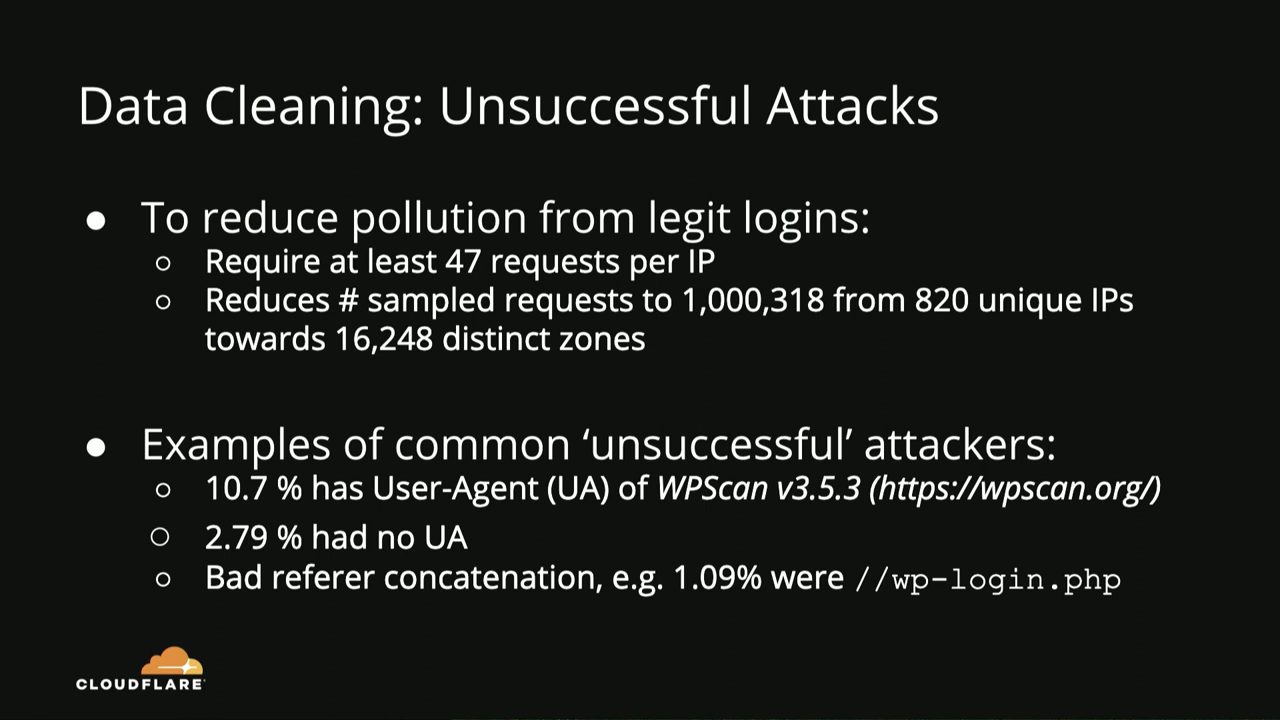 Data Cleaning: Unsuccessful Attacks
● To reduce pollution from legit logins:
○ Require at least 47 requests per IP
○ Reduces # sampled requests to 1,000,318 from 820 unique IPs
towards 16,248 distinct zones
● Examples of common ‘unsuccessful’ attackers:
○ 10.7 % has User-Agent (UA) of WPScan v3.5.3 (https://wpscan.org/)
○ 2.79 % had no UA
○ Bad referer concatenation, e.g. 1.09% were //wp-login.php
CLOUDFLARE